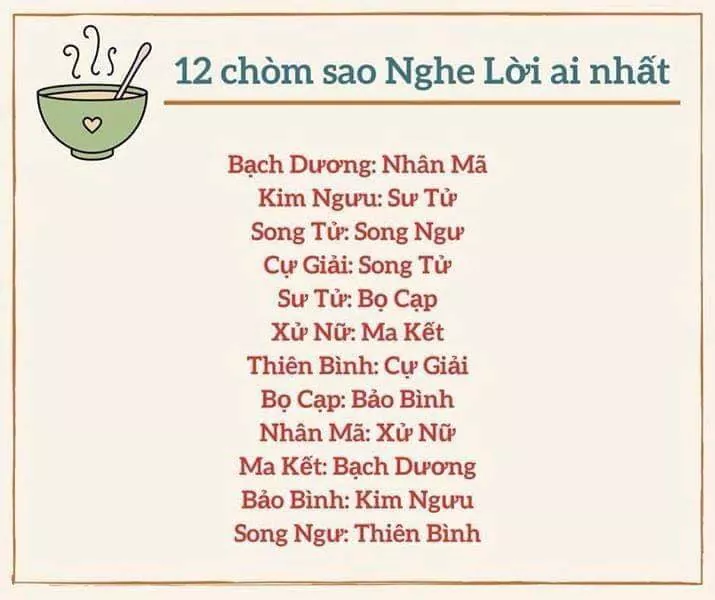 12 chòm sao Nghe Lời ai nhất
Bạch Dương: Nhân Mã
Kim Ngưu: Sư Tử
Song Tử: Song Ngư
Cự Giải: Song Tử
Sư Tử: Bọ Cạp
Xử Nữ: Ma Kết
Thiên Bình: Cự Giải
Bọ Cạp: Bảo Bình
Nhân Mã: Xử Nữ
Ma Kết: Bạch Dương
Bảo Bình: Kim Ngưu
Song Ngư: Thiên Bình